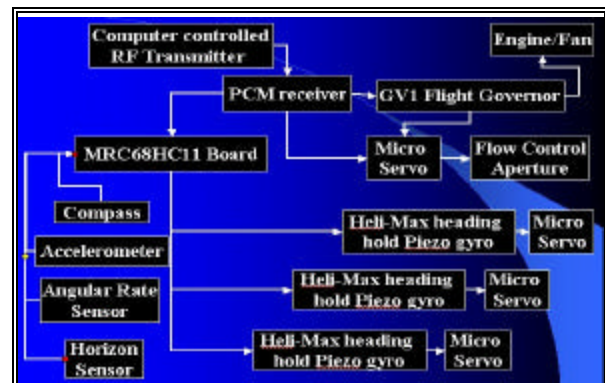 Computer controlled
RF Transmitter
Engine/Fan
PCM receiver
GV1 Flight Governor
MRC68HC11 Board
Micro
Servo
Flow Control
Aperture
Compass
Heli-Max heading
hold Piezo gyro
Micro
Servo
Accelerometer
Angular Rate
Sensor
Heli-Max heading
hold Piezo gyro
Micro
Servo
Horizon
Sensor
Heli-Max heading
hold Piezo gyro
Micro
Servo